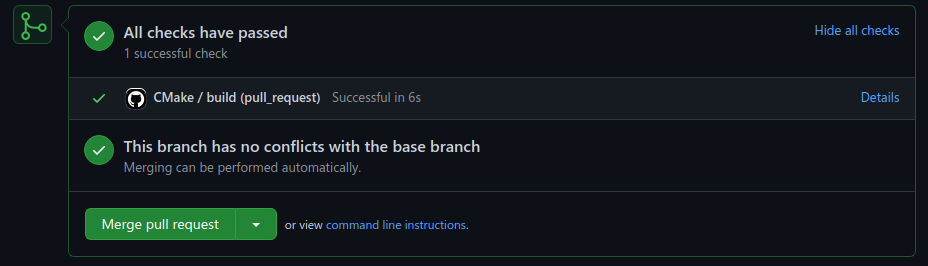 All checks have passed
Hide all checks
1 successful check
CMake / build (pull_request) Successful in 6s
Details
This branch has no conflicts with the base branch
Merging can be performed automatically.
Merge pull request
or view command line instructions.